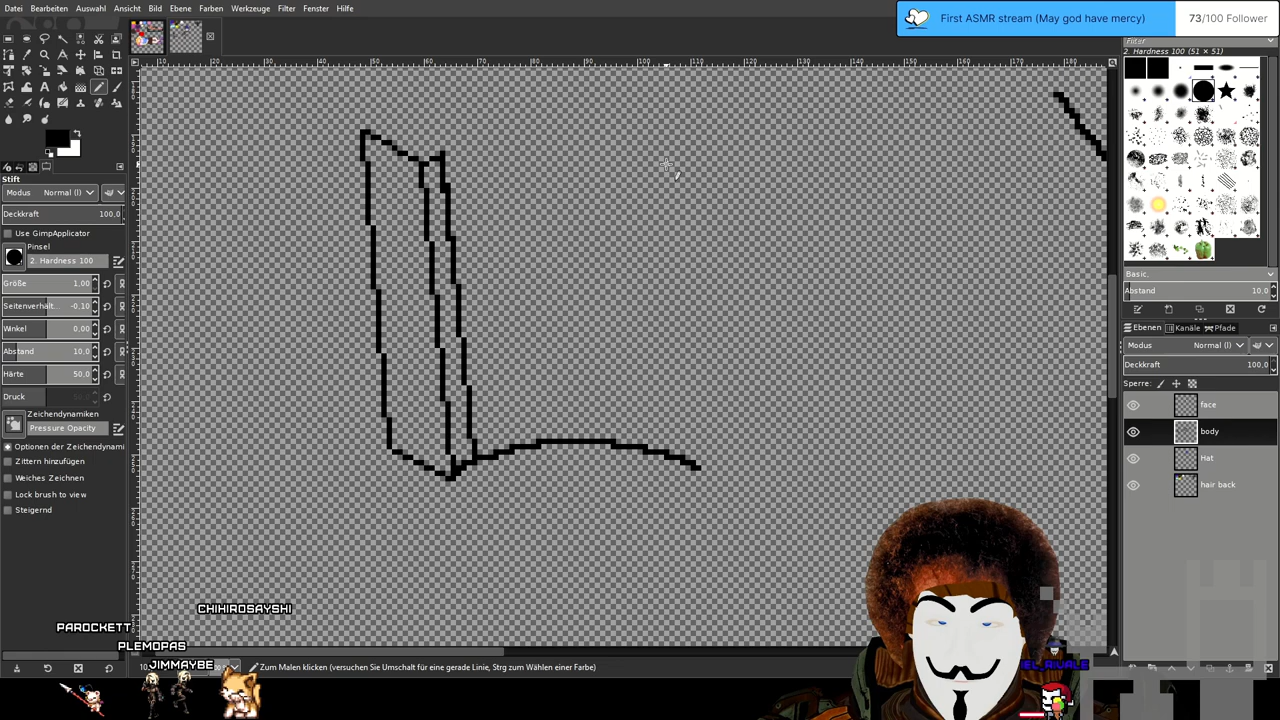 Datei Bearbeiten Auswahl Ansicht Bild Ebene Farben Werkzeuge Filter Fenster Hilfe
First ASMR stream (May god have mercy)
73/100 Follower
Filter
2. Hardness 100 (51 × 51)
Stift
Modus Normal (l)
Deckkraft 100,0
Use GimpApplicator
Pinsel
2. Hardness 100
Größe 1,00
Seitenverhält... -0,10
Winkel 0,00
Abstand 10,0
Härte 50,0
Druck
Zeichendynamiken
Pressure Opacity
Optionen der Zeichendynami
Zittern hinzufügen
Weiches Zeichnen
Lock brush to view
Steigernd
Basic,
Abstand 10,0
Ebenen Kanäle Pfade
Modus Normal (l)
Deckkraft 100,0
Sperre:
face
body
Hat
hair back
CHIHIROSAYSHI
PAROCKETT
PLEMOPAS
JIMMAYBE
Zum Malen klicken (versuchen Sie Umschalt für eine gerade Linie, Strg zum Wählen einer Farbe)